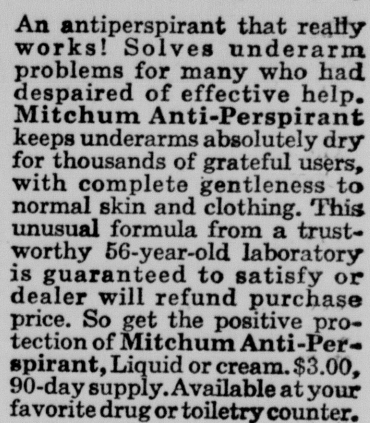 An antiperspirant that really
works! Solves underarm
problems for many who had
despaired of effective help.
Mitchum Anti-Perspirant
keeps underarms absolutely dry
for thousands of grateful users,
with complete gentleness to
normal skin and clothing. This
unusual formula from a trust-
worthy 56-year-old laboratory
is guaranteed to satisfy or
dealer will refund purchase
price. So get the positive pro-
tection of Mitchum Anti-Per-
spirant, Liquid or cream. $3.00,
90-day supply. Available at your
favorite drug or toiletry counter.